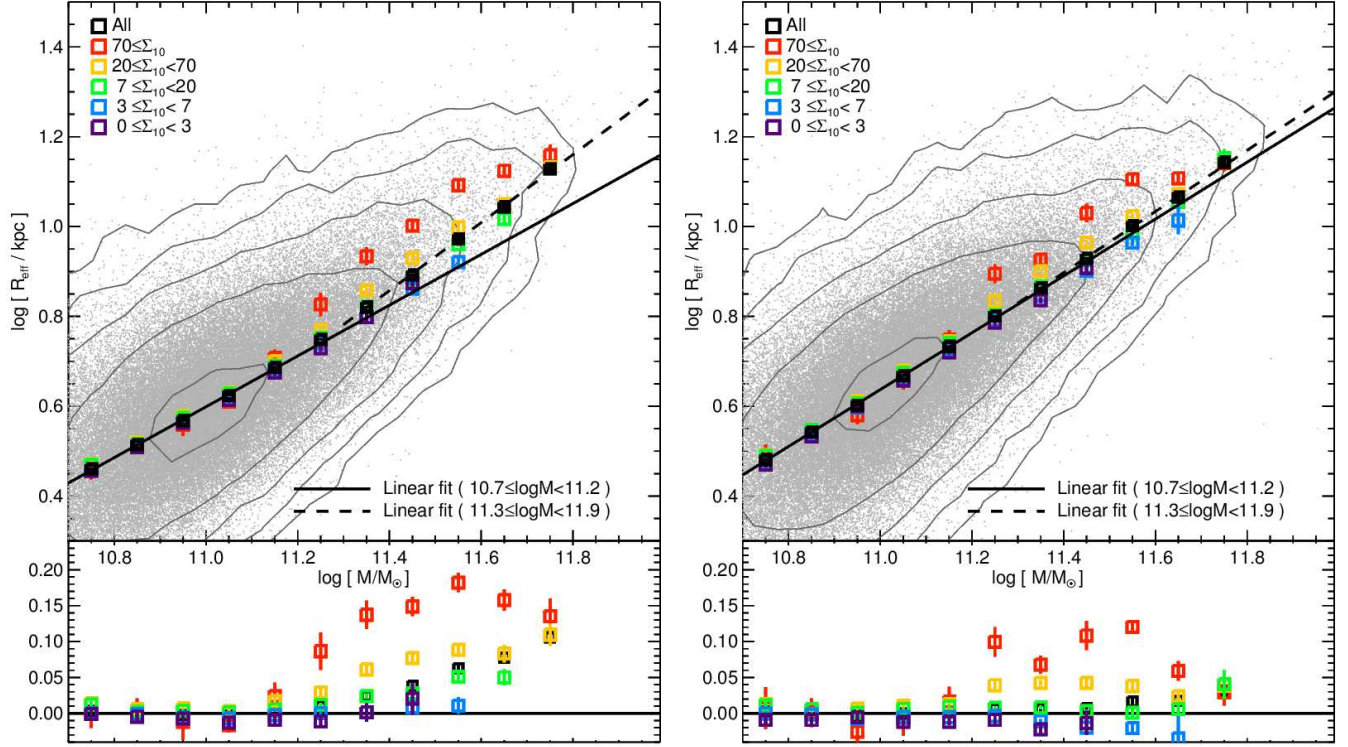 All
70≤Σ10
20≤Σ10<70
7≤Σ10<20
3≤Σ10< 7
0≤Σ10< 3
1.4
1.2
1.0
0.8
0.6
0.4
log [ Reff / kpc ]
Linear fit ( 10.7≤logM<11.2 )
Linear fit ( 11.3≤logM<11.9 )
10.8 11.0 11.2 11.4 11.6 11.8
log [ M/M⊙ ]
0.20
0.15
0.10
0.05
0.00
All
70≤Σ10
20≤Σ10<70
7≤Σ10<20
3≤Σ10< 7
0≤Σ10< 3
1.4
1.2
1.0
0.8
0.6
0.4
log [ Reff / kpc ]
Linear fit ( 10.7≤logM<11.2 )
Linear fit ( 11.3≤logM<11.9 )
10.8 11.0 11.2 11.4 11.6 11.8
log [ M/M⊙ ]
0.20
0.15
0.10
0.05
0.00